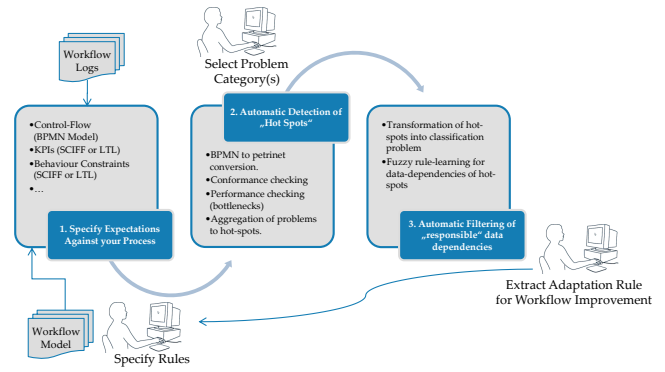 Workflow
Logs
Select Problem
Category(s)
•Control-Flow
(BPMN Model)
•KPIs (SCIFF or LTL)
•Behaviour Constraints
(SCIFF or LTL)
•…
1. Specify Expectations
Against your Process
2. Automatic Detection of
„Hot Spots“
•BPMN to petrinet
conversion.
•Conformance checking
•Performance checking
(bottlenecks)
•Aggregation of problems
to hot-spots.
•Transformation of hot-
spots into classification
problem
•Fuzzy rule-learning for
data-dependencies of hot-
spots
3. Automatic Filtering of
„responsible“ data
dependencies
Extract Adaptation Rule
for Workflow Improvement
Workflow
Model
Specify Rules